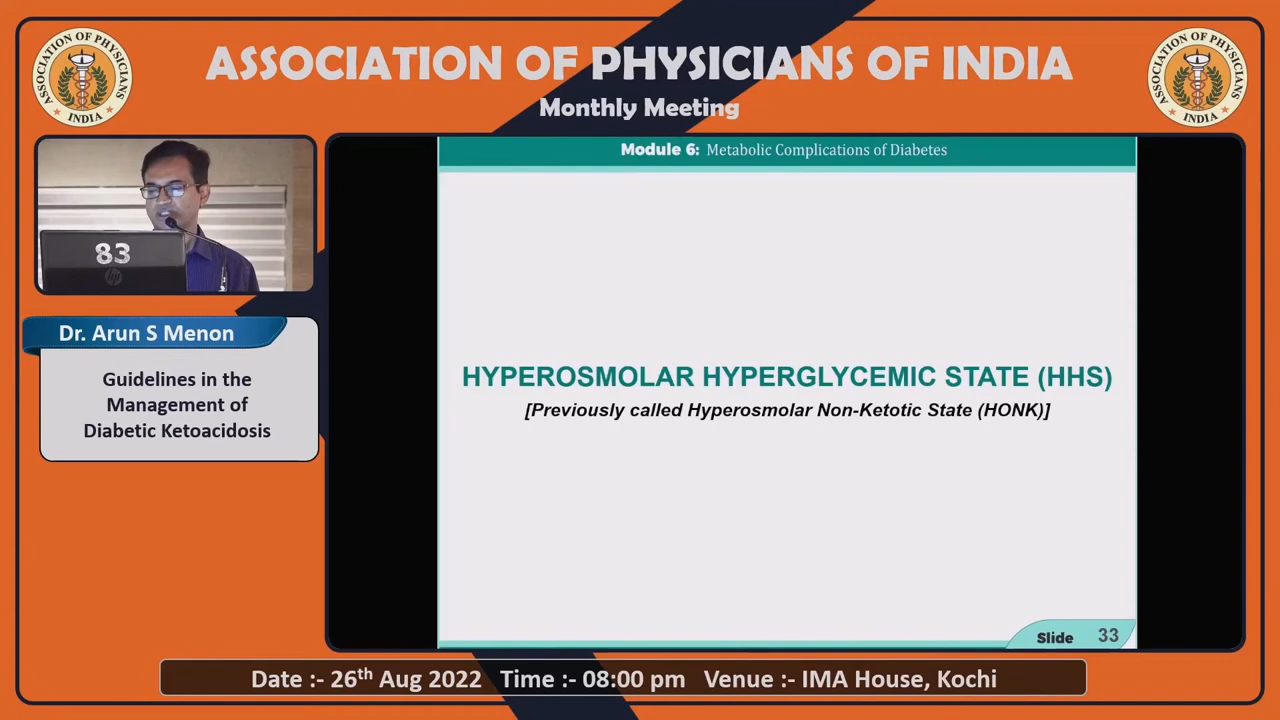 ASSOCIATION OF PHYSICIANS OF INDIA
Monthly Meeting
ASSOCIATION OF PHYSICIANS
INDIA
ASSOCIATION OF PHYSICIANS
INDIA
83
hp
Dr. Arun S Menon
Guidelines in the
Management of
Diabetic Ketoacidosis
Module 6: Metabolic Complications of Diabetes
HYPEROSMOLAR HYPERGLYCEMIC STATE (HHS)
[Previously called Hyperosmolar Non-Ketotic State (HONK)]
Slide 33
Date :- 26th Aug 2022 Time :- 08:00 pm Venue :- IMA House, Kochi